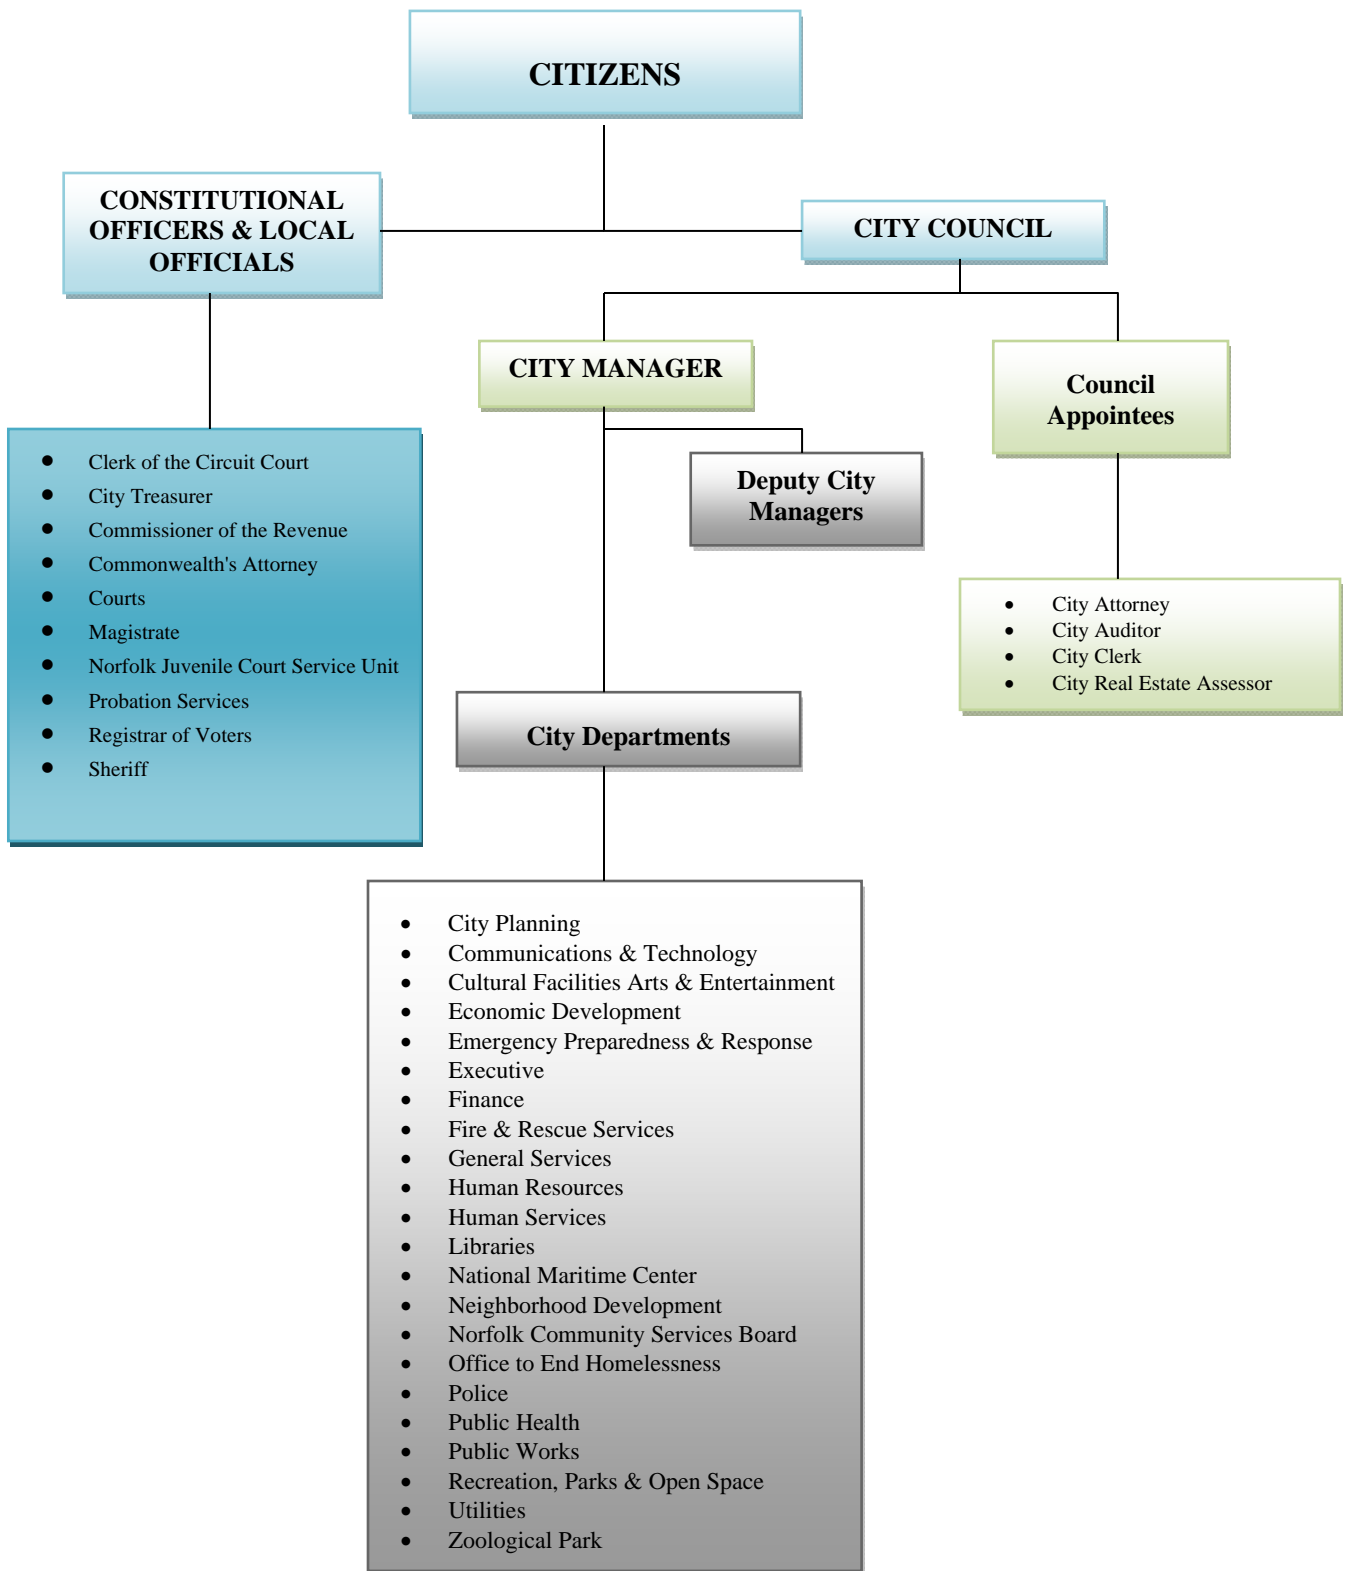 CITIZENS
CONSTITUTIONAL
OFFICERS & LOCAL
OFFICIALS
CITY COUNCIL
CITY MANAGER
Council
Appointees
Deputy City
Managers
• Clerk of the Circuit Court
• City Treasurer
• Commissioner of the Revenue
• Commonwealth's Attorney
• Courts
• Magistrate
• Norfolk Juvenile Court Service Unit
• Probation Services
• Registrar of Voters
• Sheriff
• City Attorney
• City Auditor
• City Clerk
• City Real Estate Assessor
City Departments
• City Planning
• Communications & Technology
• Cultural Facilities Arts & Entertainment
• Economic Development
• Emergency Preparedness & Response
• Executive
• Finance
• Fire & Rescue Services
• General Services
• Human Resources
• Human Services
• Libraries
• National Maritime Center
• Neighborhood Development
• Norfolk Community Services Board
• Office to End Homelessness
• Police
• Public Health
• Public Works
• Recreation, Parks & Open Space
• Utilities
• Zoological Park